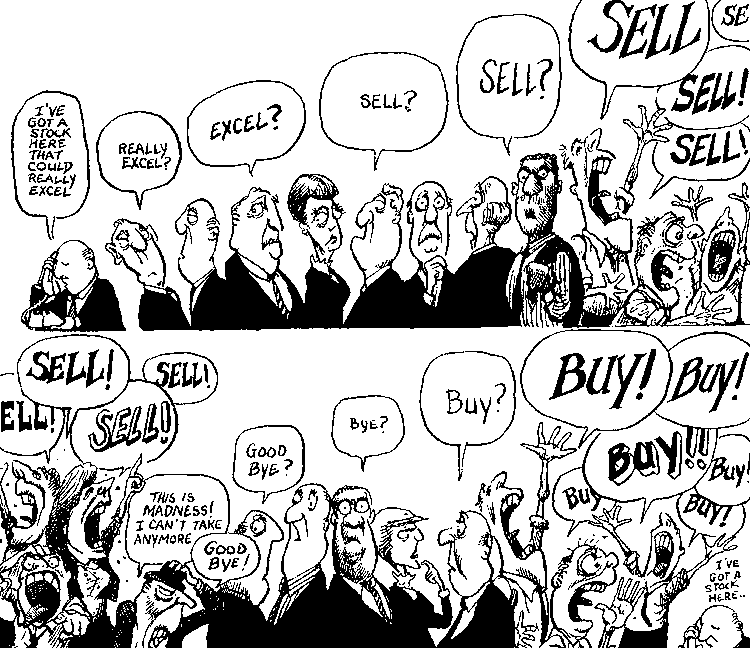 I'VE
GOT A
STOCK
HERE
THAT
COULD
REALLY
EXCEL
REALLY
EXCEL?
EXCEL?
SELL?
SELL?
SELL
SE
SELL!
SELL!
SELL!
SELL!
ELL!
SELL!
THIS IS
MADNESS!
I CAN'T TAKE
ANYMORE
GOOD
BYE!
GOOD
BYE?
BYE?
BUY?
BUY!
BUY!
BUY!!
BUY!
BUY
BUY!
I'VE
GOT A
STOCK
HERE..